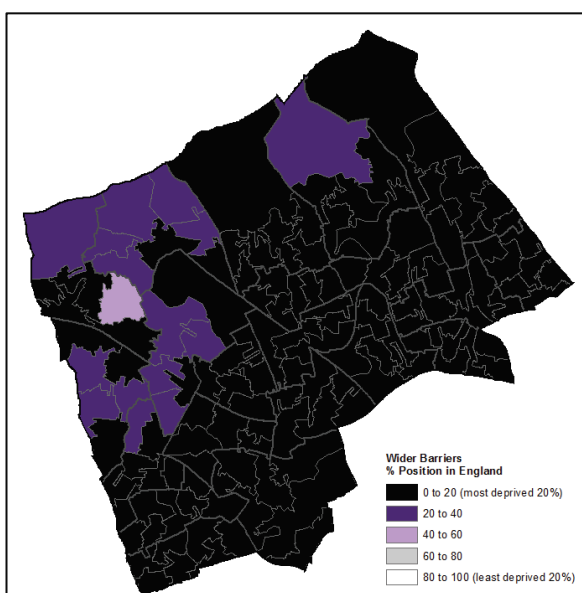 Wider Barriers
% Position in England
0 to 20 (most deprived 20%)
20 to 40
40 to 60
60 to 80
80 to 100 (least deprived 20%)